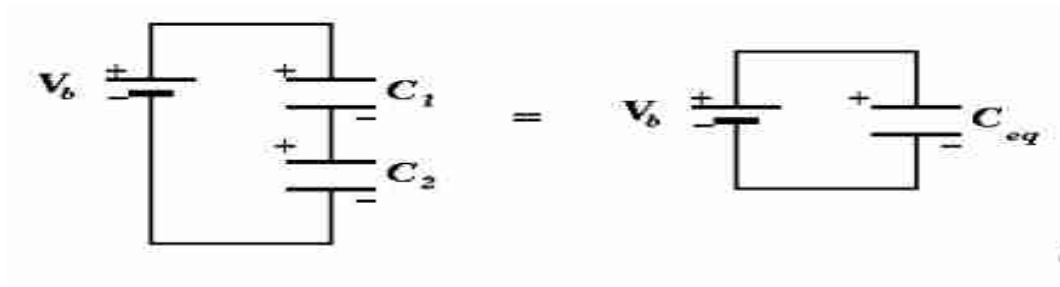 V_b + − + C_1 − = V_b + − + C_eq −
+ C_2 −